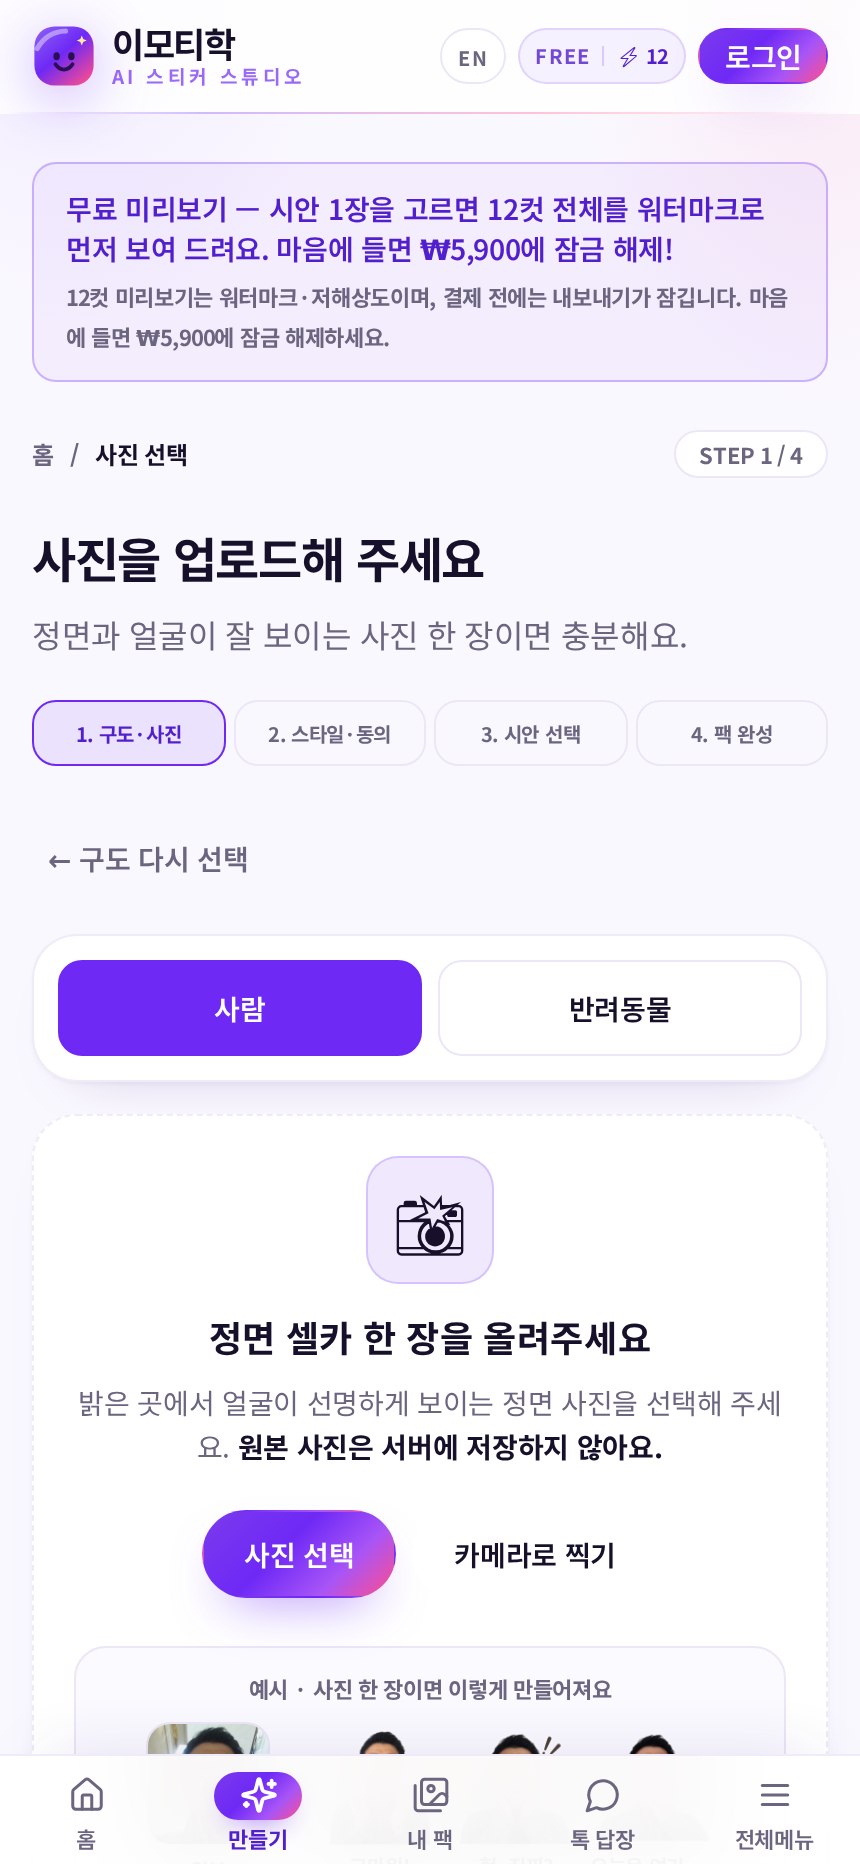 이모티학
AI 스티커 스튜디오
EN
FREE
12
로그인
무료 미리보기 — 시안 1장을 고르면 12컷 전체를 워터마크로
먼저 보여 드려요. 마음에 들면 ₩5,900에 잠금 해제!
12컷 미리보기는 워터마크·저해상도이며, 결제 전에는 내보내기가 잠깁니다. 마음
에 들면 ₩5,900에 잠금 해제하세요.
홈 / 사진 선택
STEP 1 / 4
사진을 업로드해 주세요
정면과 얼굴이 잘 보이는 사진 한 장이면 충분해요.
1. 구도·사진
2. 스타일·동의
3. 시안 선택
4. 팩 완성
← 구도 다시 선택
사람
반려동물
정면 셀카 한 장을 올려주세요
밝은 곳에서 얼굴이 선명하게 보이는 정면 사진을 선택해 주세
요. 원본 사진은 서버에 저장하지 않아요.
사진 선택
카메라로 찍기
예시 · 사진 한 장이면 이렇게 만들어져요
홈
만들기
내 팩
톡 답장
전체메뉴